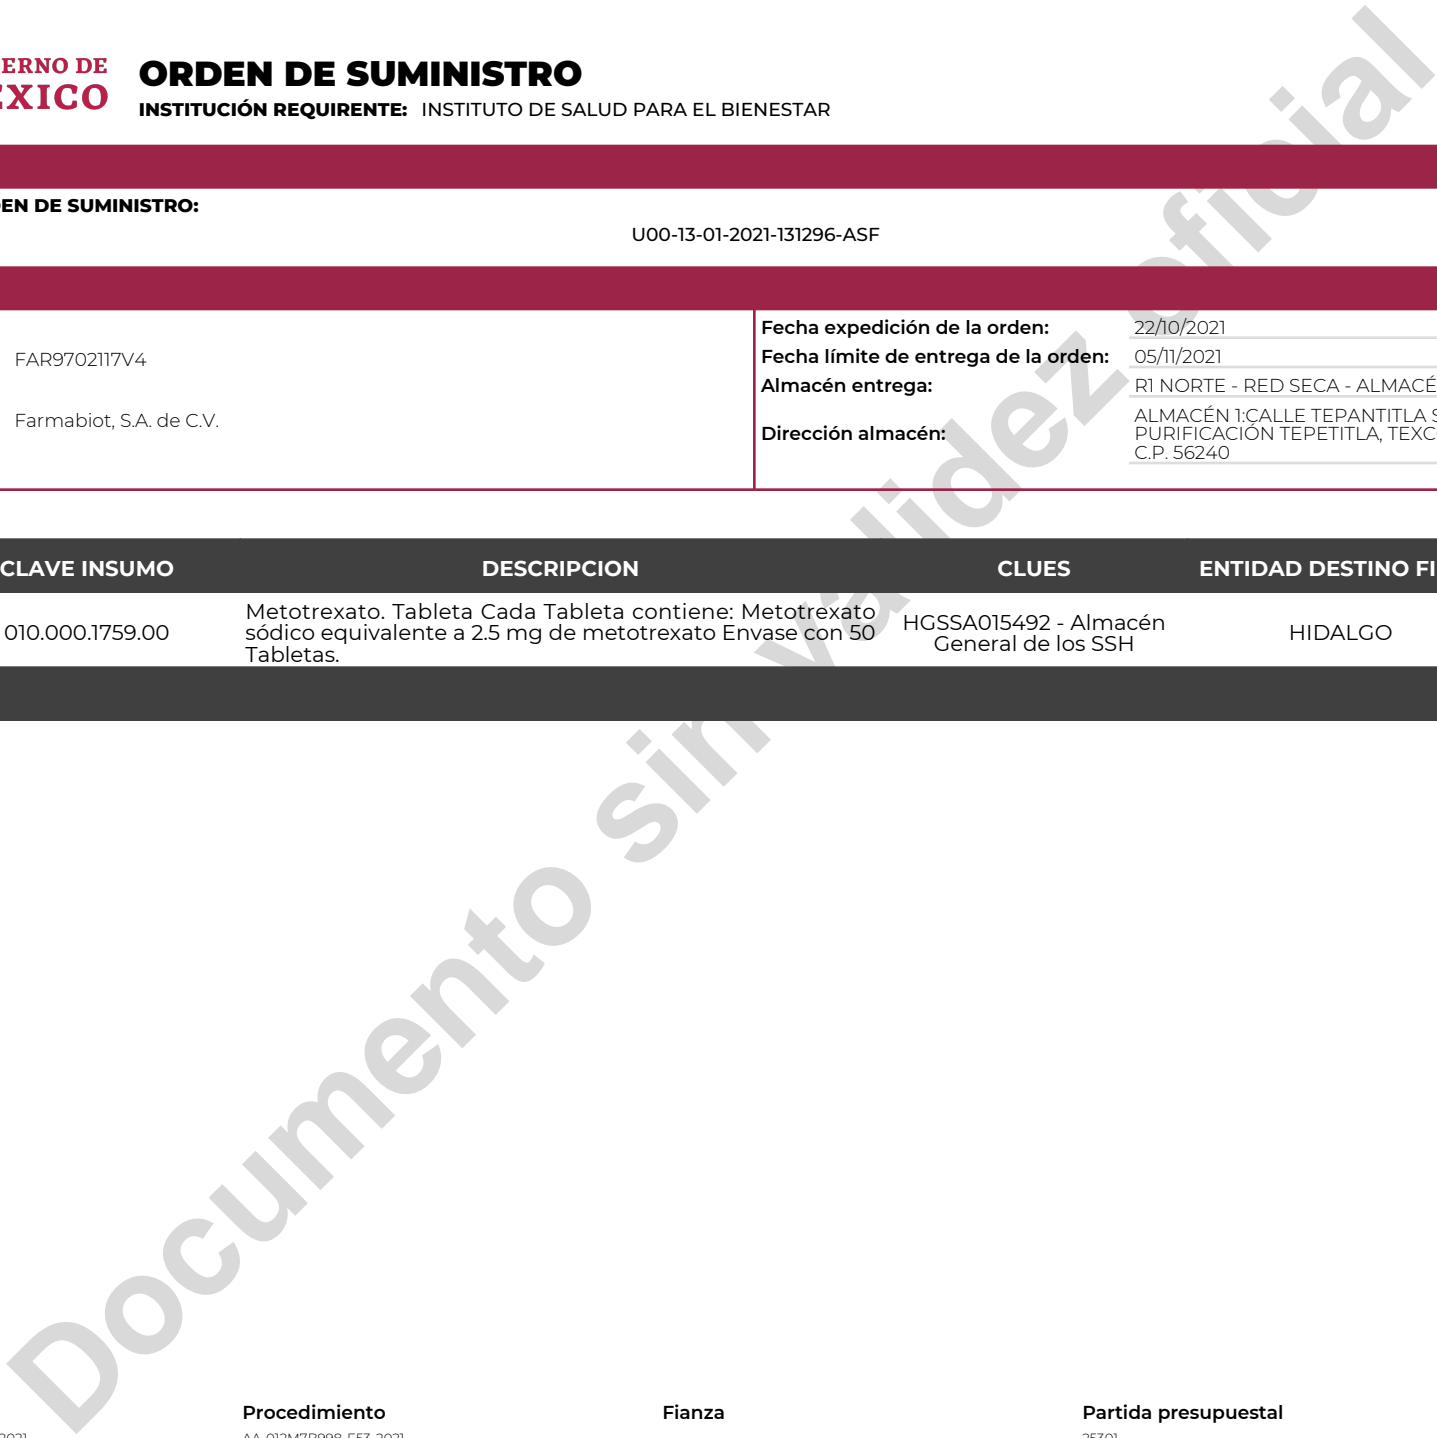 ERNO DE
ORDEN DE SUMINISTRO
INSTITUCIÓN REQUIRENTE: INSTITUTO DE SALUD PARA EL BIENESTAR
EN DE SUMINISTRO:
U00-13-01-2021-131296-ASF
FAR9702117V4
Farmabiot, S.A. de C.V.
Fecha expedición de la orden: 22/10/2021
Fecha límite de entrega de la orden: 05/11/2021
Almacén entrega: R1 NORTE - RED SECA - ALMACÉ
Dirección almacén: ALMACÉN 1:CALLE TEPANTITLA S
PURIFICACIÓN TEPETITLA, TEXC
C.P. 56240
CLAVE INSUMO DESCRIPCION CLUES ENTIDAD DESTINO FI
010.000.1759.00
Metotrexato. Tableta Cada Tableta contiene: Metotrexato
sódico equivalente a 2.5 mg de metotrexato Envase con 50
Tabletas.
HGSSA015492 - Almacén
General de los SSH
HIDALGO
Documento sin validez oficial
Procedimiento Fianza Partida presupuestal